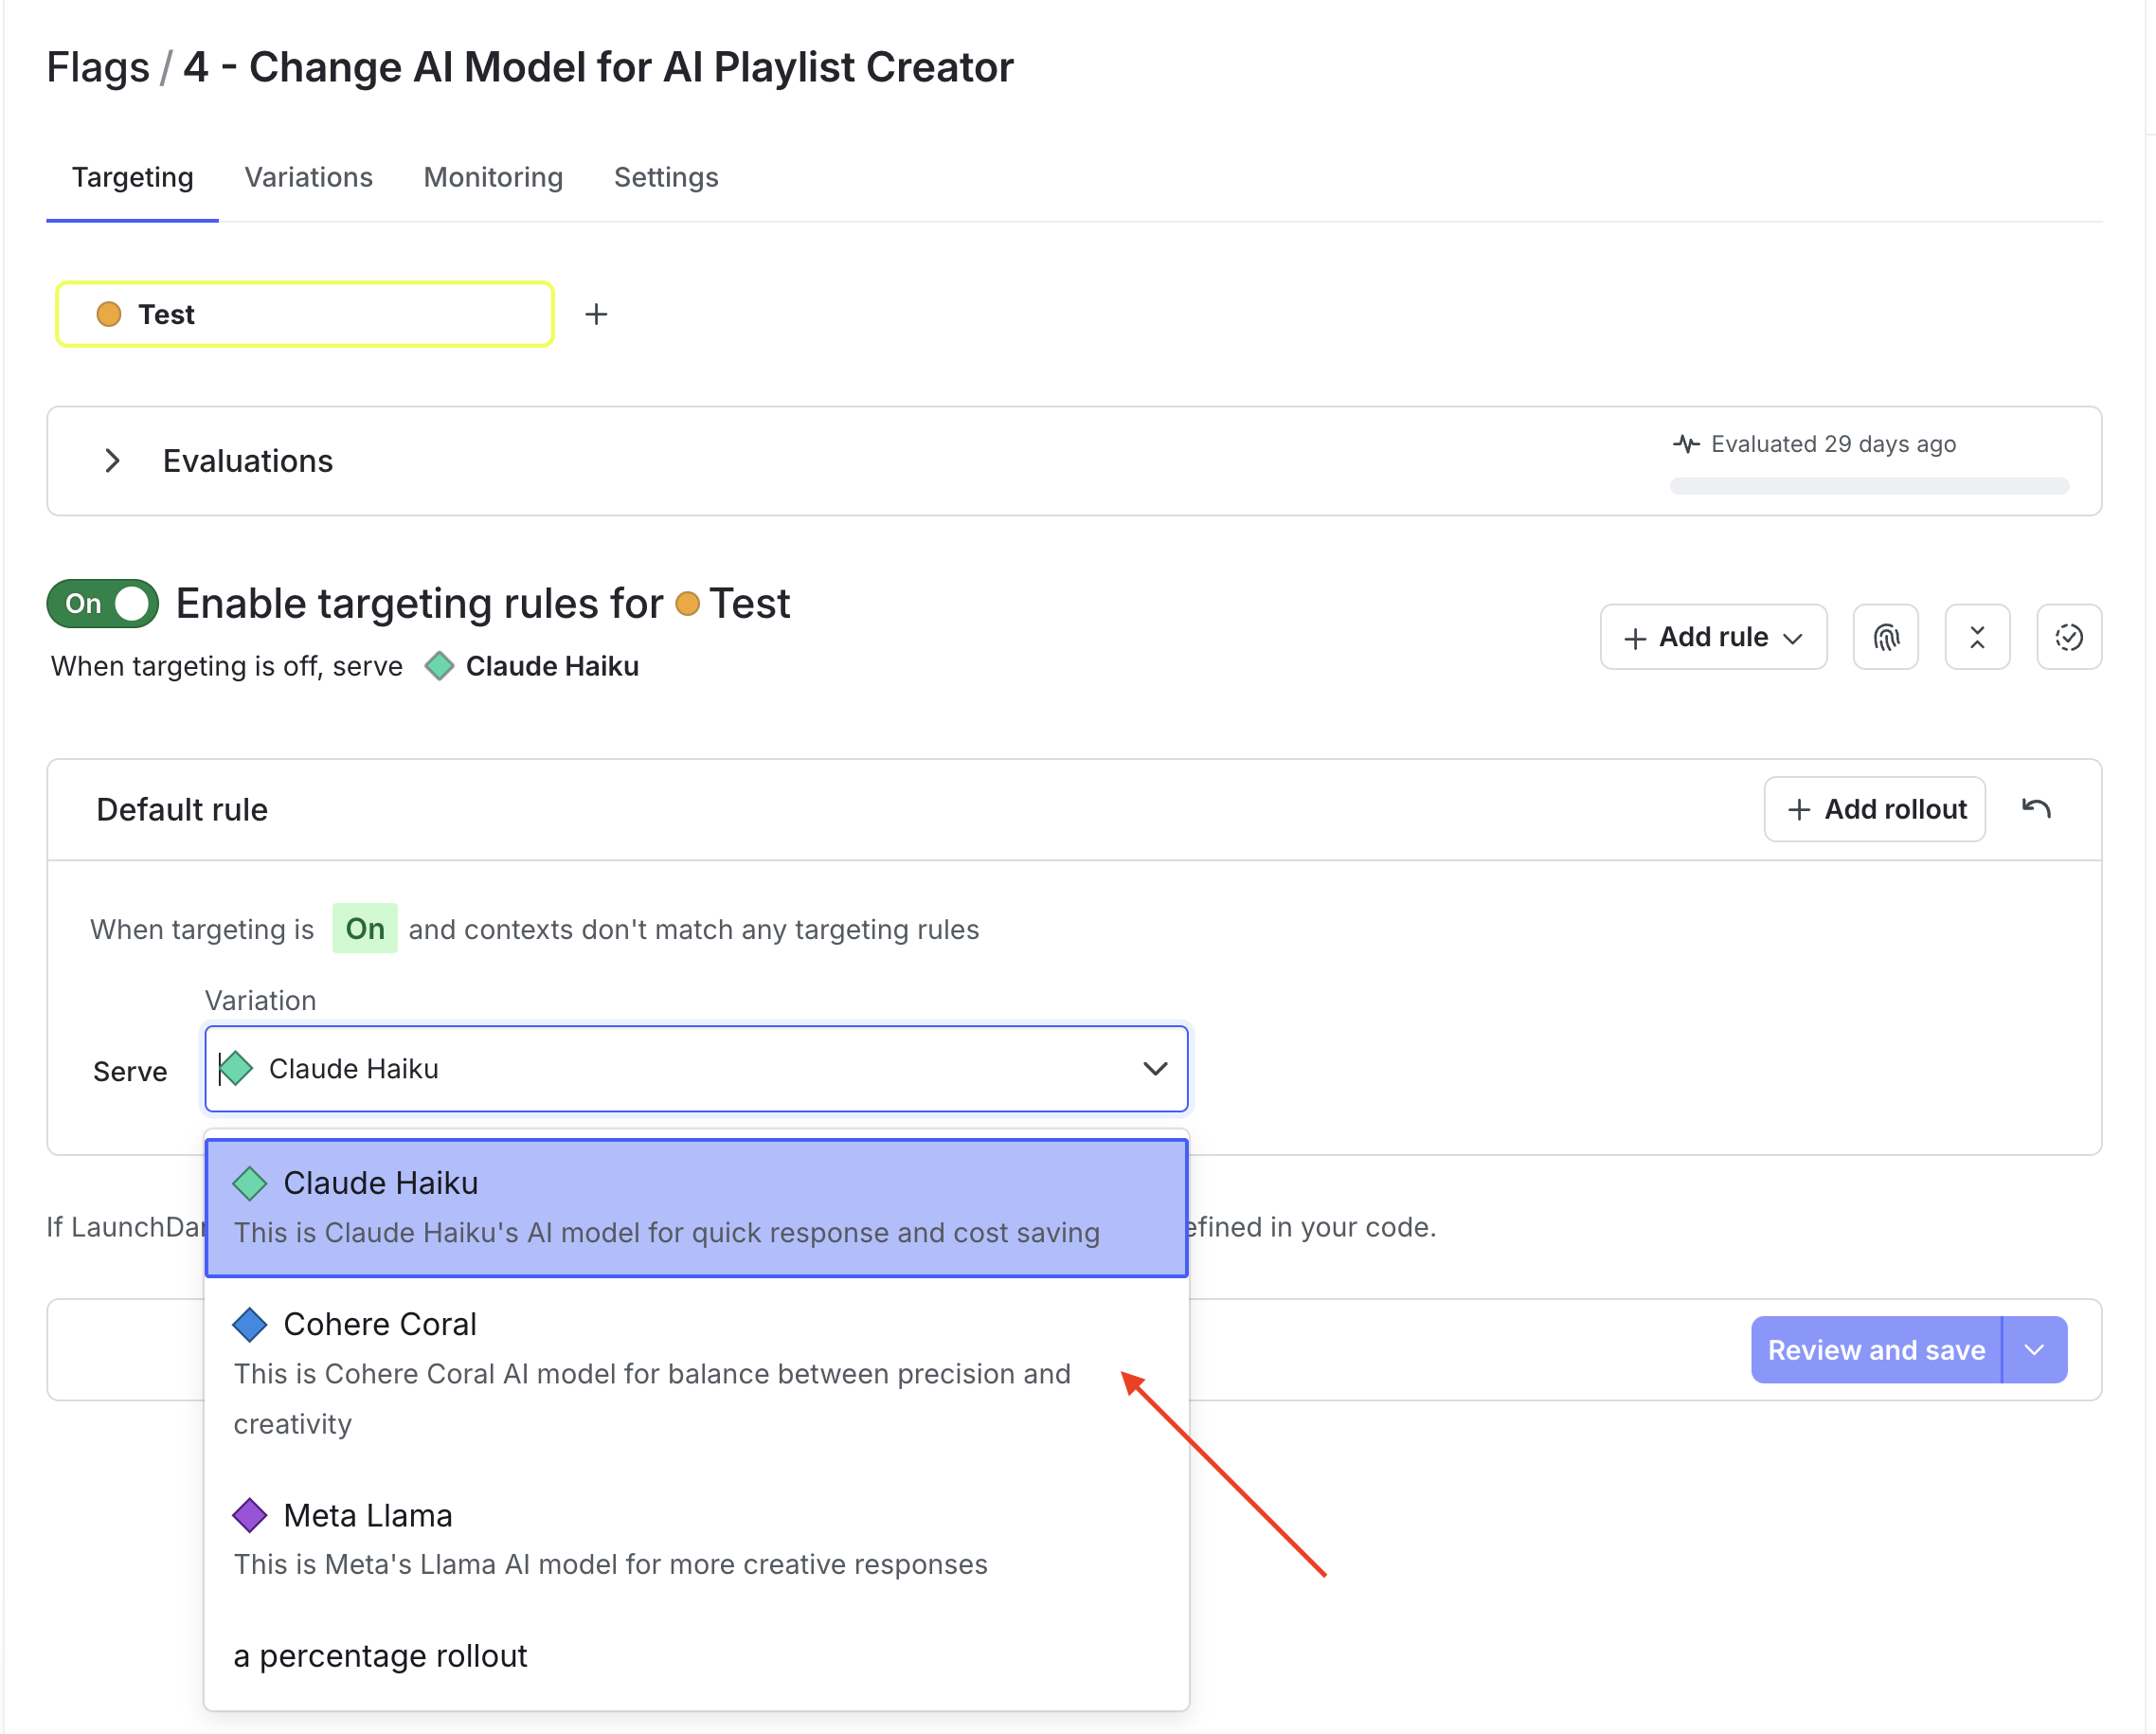 Flags / 4 - Change AI Model for AI Playlist Creator
Targeting Variations Monitoring Settings
Test
Evaluations
Evaluated 29 days ago
On Enable targeting rules for Test
When targeting is off, serve Claude Haiku
Add rule
Default rule
Add rollout
When targeting is On and contexts don't match any targeting rules
Variation
Serve Claude Haiku
Claude Haiku
This is Claude Haiku's AI model for quick response and cost saving
If in your code.
Cohere Coral
This is Cohere Coral AI model for balance between precision and
creativity
Review and save
Meta Llama
This is Meta's Llama AI model for more creative responses
a percentage rollout